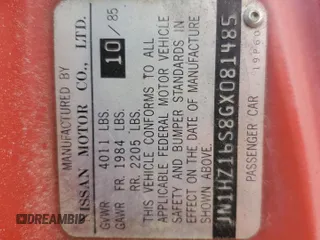 MANUFACTURED BY
NISSAN MOTOR CO., LTD.
10 / 85
GVWR 4011 LBS.
GAWR FR. 1984 LBS.
RR. 2205 LBS.
THIS VEHICLE CONFORMS TO ALL
APPLICABLE FEDERAL MOTOR VEHICLE
SAFETY AND BUMPER STANDARDS IN
EFFECT ON THE DATE OF MANUFACTURE
SHOWN ABOVE.
JN1HZ16S8GX081485
PASSENGER CAR 19P60
DREAMBID